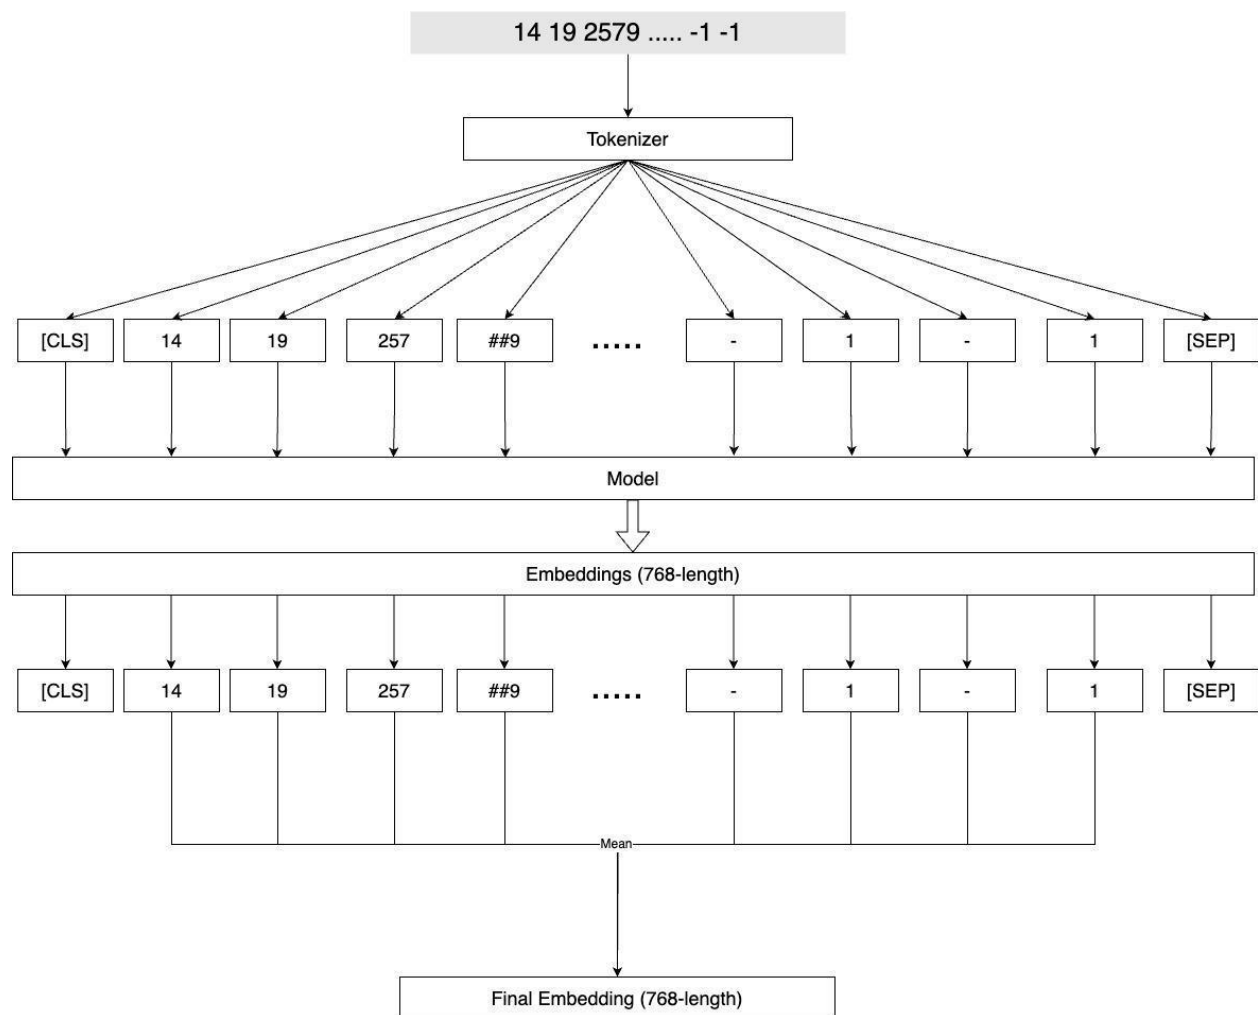 14 19 2579 ..... -1 -1
Tokenizer
[CLS] 14 19 257 ##9 ..... - 1 - 1 [SEP]
Model
Embeddings (768-length)
[CLS] 14 19 257 ##9 ..... - 1 - 1 [SEP]
Mean
Final Embedding (768-length)